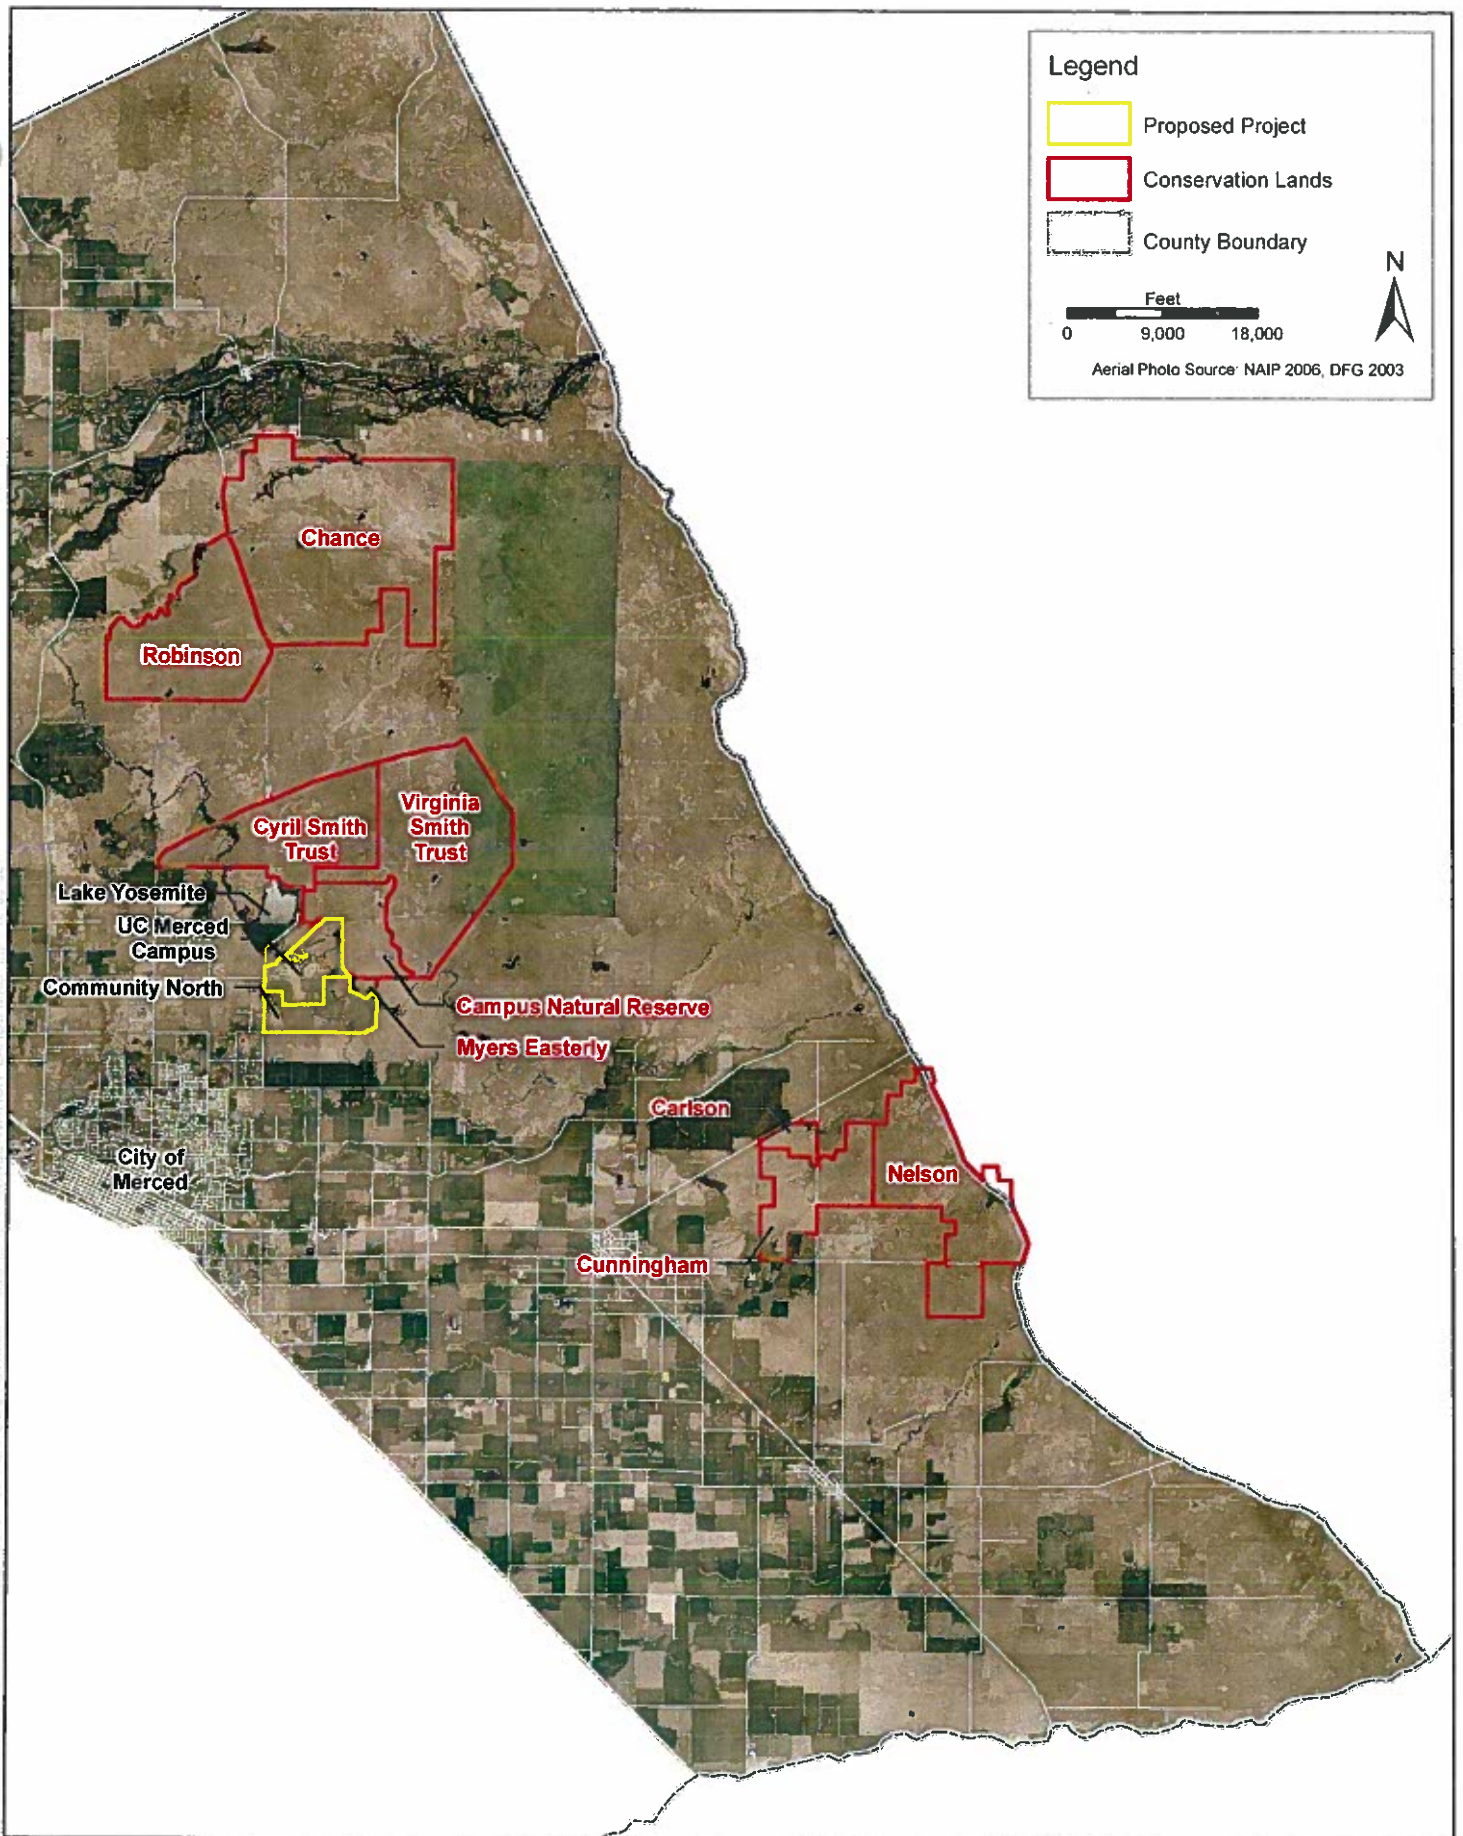 Legend
Proposed Project
Conservation Lands
County Boundary
N
Feet
0 9,000 18,000
Aerial Photo Source: NAIP 2006, DFG 2003
Chance
Robinson
Virginia
Smith
Trust
Cyril Smith
Trust
Lake Yosemite
UC Merced
Campus
Community North
Campus Natural Reserve
Myers Easterly
Carlson
City of
Merced
Nelson
Cunningham